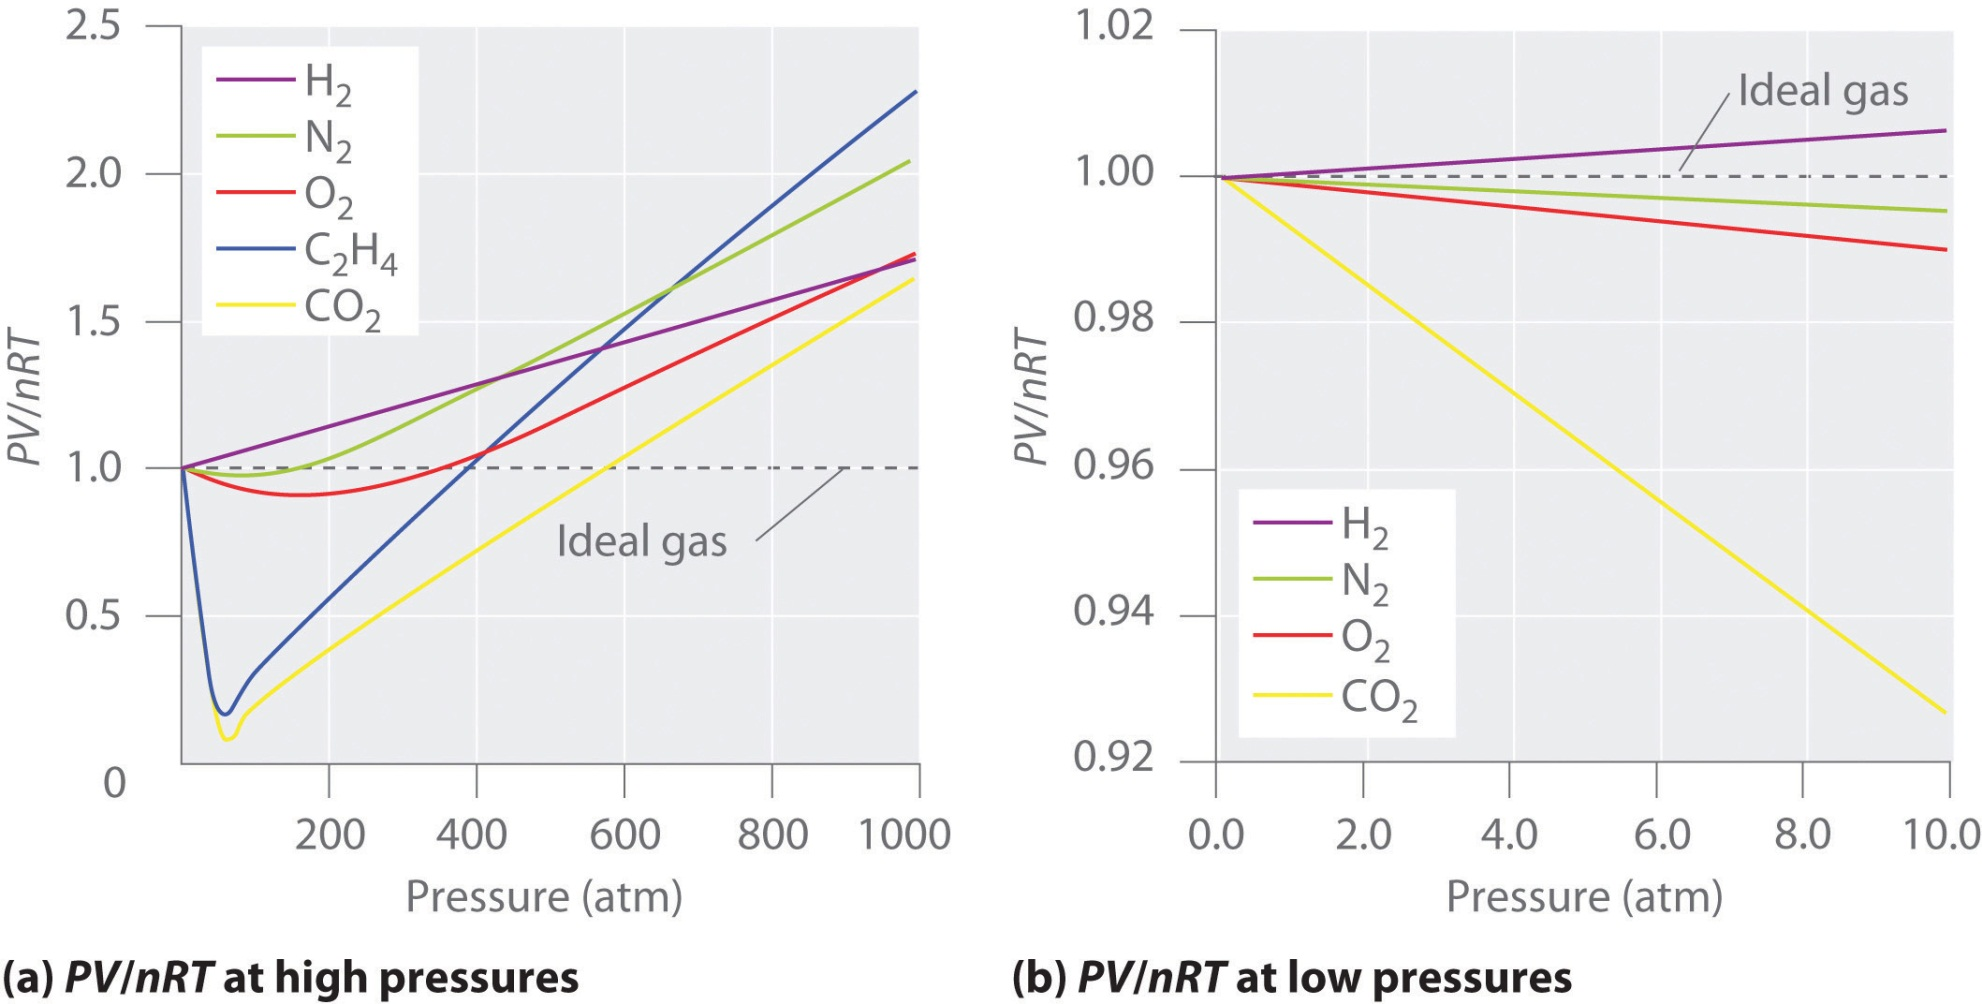 2.5
2.0
1.5
1.0
0.5
0
PV/nRT
H₂
N₂
O₂
C₂H₄
CO₂
Ideal gas
200 400 600 800 1000
Pressure (atm)
(a) PV/nRT at high pressures
1.02
1.00
0.98
0.96
0.94
0.92
PV/nRT
Ideal gas
H₂
N₂
O₂
CO₂
0.0 2.0 4.0 6.0 8.0 10.0
Pressure (atm)
(b) PV/nRT at low pressures